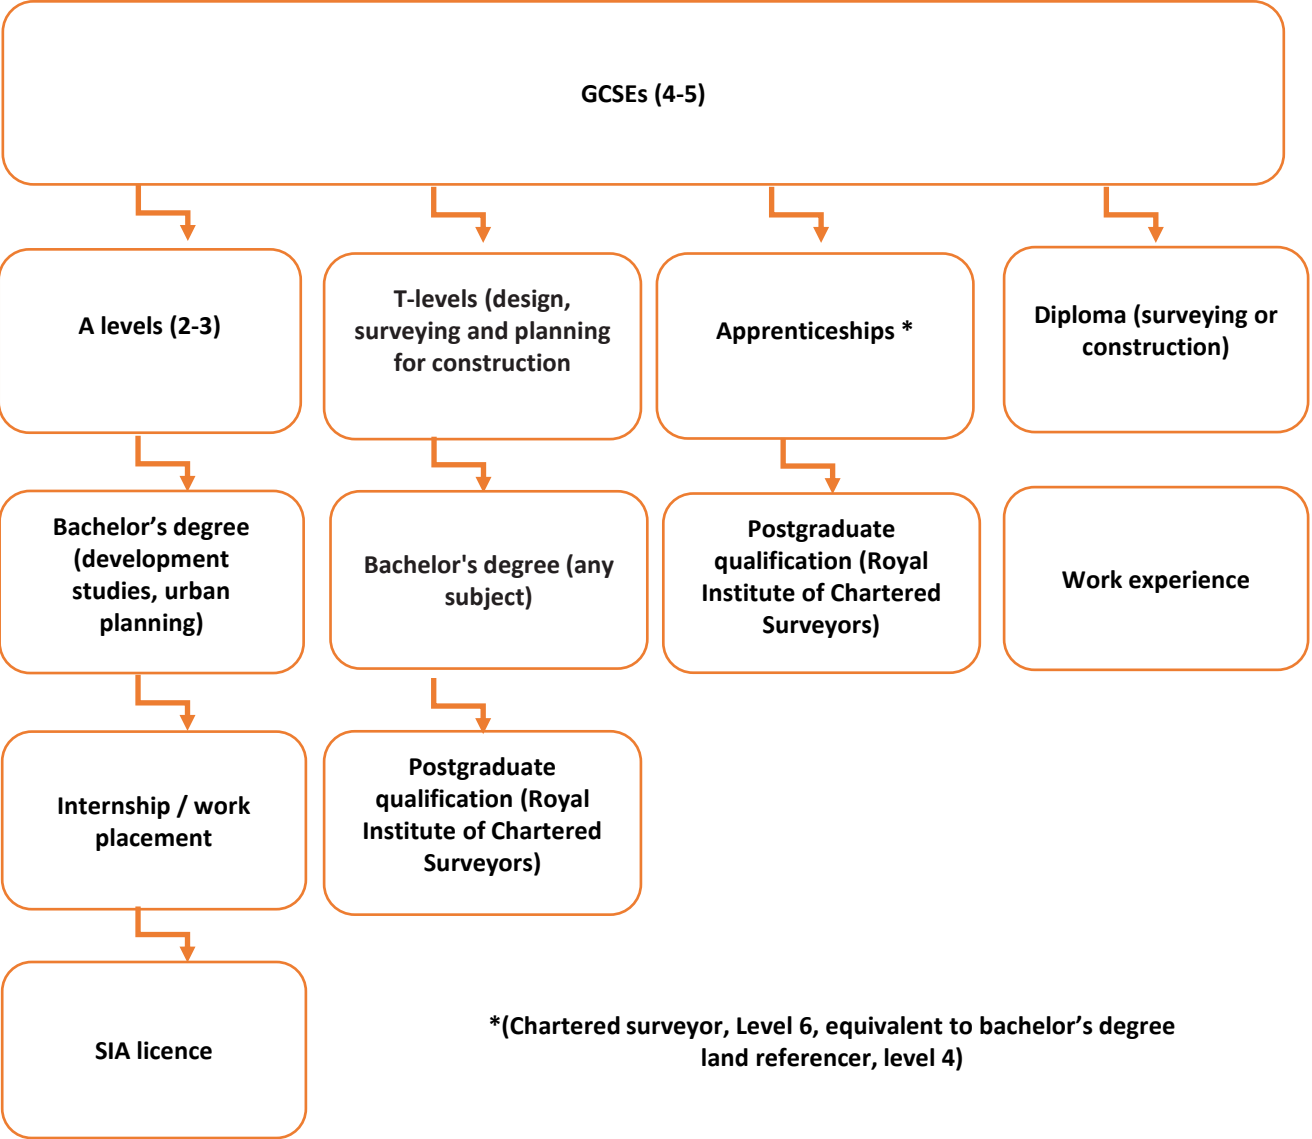 GCSEs (4-5)
A levels (2-3)
T-levels (design,
surveying and planning
for construction
Apprenticeships *
Diploma (surveying or
construction)
Bachelor’s degree
(development
studies, urban
planning)
Bachelor's degree (any
subject)
Postgraduate
qualification (Royal
Institute of Chartered
Surveyors)
Work experience
Internship / work
placement
Postgraduate
qualification (Royal
Institute of Chartered
Surveyors)
SIA licence
*(Chartered surveyor, Level 6, equivalent to bachelor’s degree
land referencer, level 4)